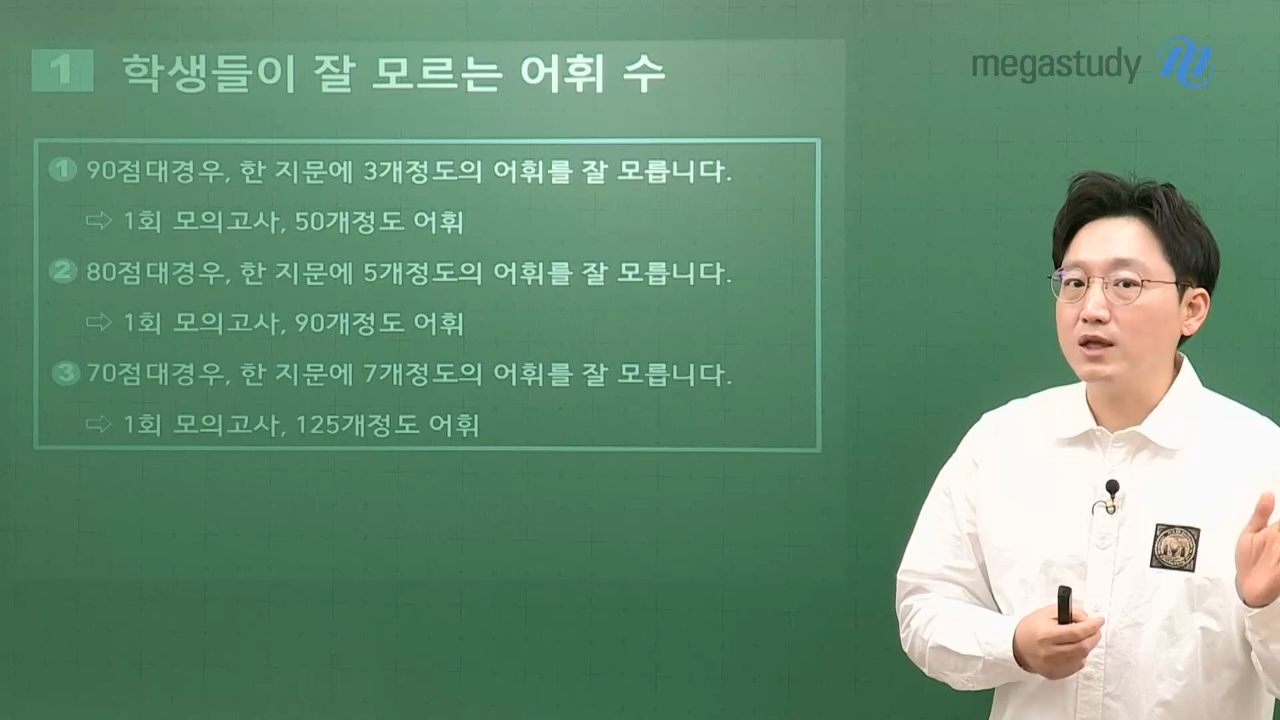 1 학생들이 잘 모르는 어휘 수
megastudy
1 90점대경우, 한 지문에 3개정도의 어휘를 잘 모릅니다.
⇨ 1회 모의고사, 50개정도 어휘
2 80점대경우, 한 지문에 5개정도의 어휘를 잘 모릅니다.
⇨ 1회 모의고사, 90개정도 어휘
3 70점대경우, 한 지문에 7개정도의 어휘를 잘 모릅니다.
⇨ 1회 모의고사, 125개정도 어휘
M